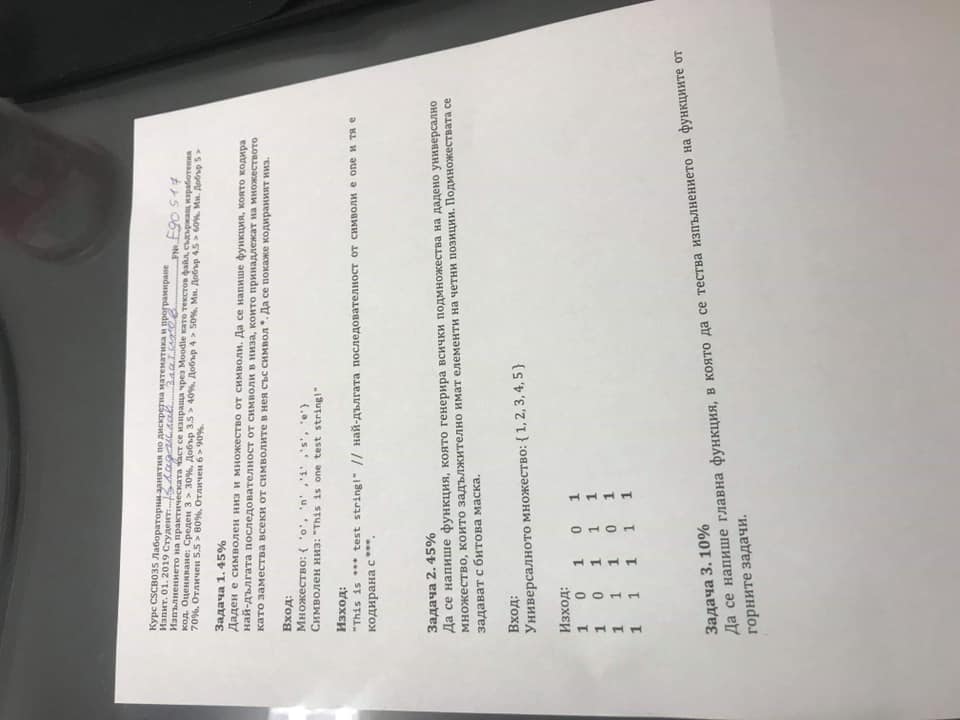 Курс CSCB035 Лабораторни занятия по дискретна математика и програмиране
Изпит. 01. 2019 Студент: Владислав Златинов FN№ F90517
Изпълнението на практическата част се изпраща чрез Moodle като текстов файл, съдържащ изработения
код. Оценяване: Среден 3 > 30%, Добър 3.5 > 40%, Добър 4 > 50%, Мн. Добър 4.5 > 60%, Мн. Добър 5 >
70%, Отличен 5.5 > 80%, Отличен 6 > 90%.
Задача 1. 45%
Даден е символен низ и множество от символи. Да се напише функция, която кодира
най-дългата последователност от символи в низа, които принадлежат на множеството
като замества всеки от символите в нея със символ *. Да се покаже кодираният низ.
Вход:
Множество: { 'o', 'n' ,'i' ,'s', 'e'}
Символен низ: "This is one test string!"
Изход:
"This is *** test string!" // най-дългата последователност от символи е one и тя е
кодирана с ***.
Задача 2. 45%
Да се напише функция, която генерира всички подмножества на дадено универсално
множество, които задължително имат елементи на четни позиции. Подмножествата се
задават с битова маска.
Вход:
Универсалното множество: { 1, 2, 3, 4, 5 }
Изход:
1 0 1 0 1
1 0 1 1 1
1 1 1 0 1
1 1 1 1 1
Задача 3. 10%
Да се напише главна функция, в която да се тества изпълнението на функциите от
горните задачи.